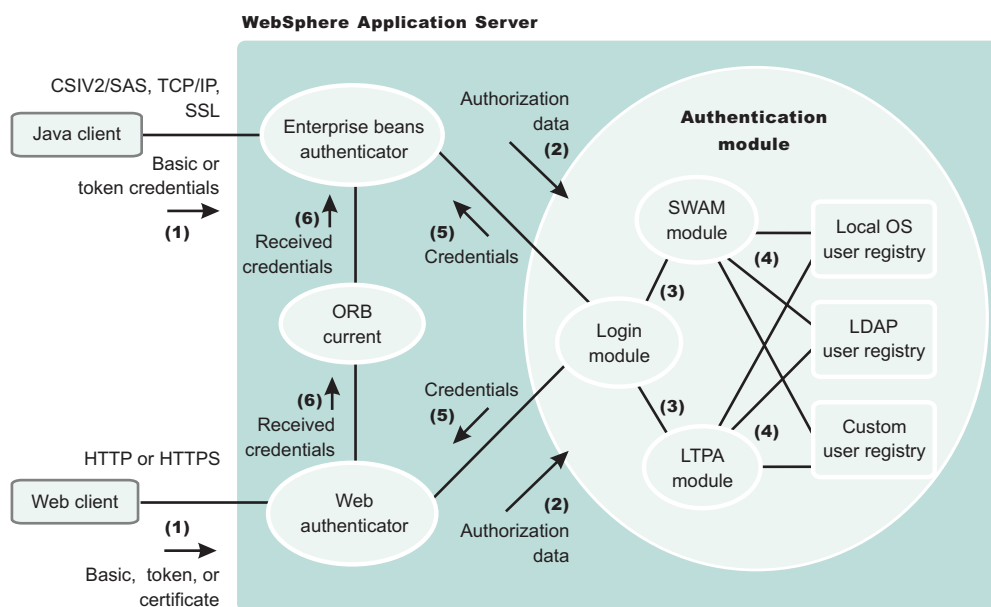 WebSphere Application Server
CSIV2/SAS, TCP/IP,
SSL
Java client
Basic or
token credentials
(1)
Enterprise beans
authenticator
Authorization
data
(2)
Authentication
module
(6)
Received
credentials
(5)
Credentials
SWAM
module
Local OS
user registry
(4)
(3)
ORB
current
Login
module
LDAP
user registry
(6)
Received
credentials
Credentials
(5)
(3)
(4)
Custom
user registry
LTPA
module
HTTP or HTTPS
Web client
(1)
Basic, token, or
certificate
Web
authenticator
(2)
Authorization
data